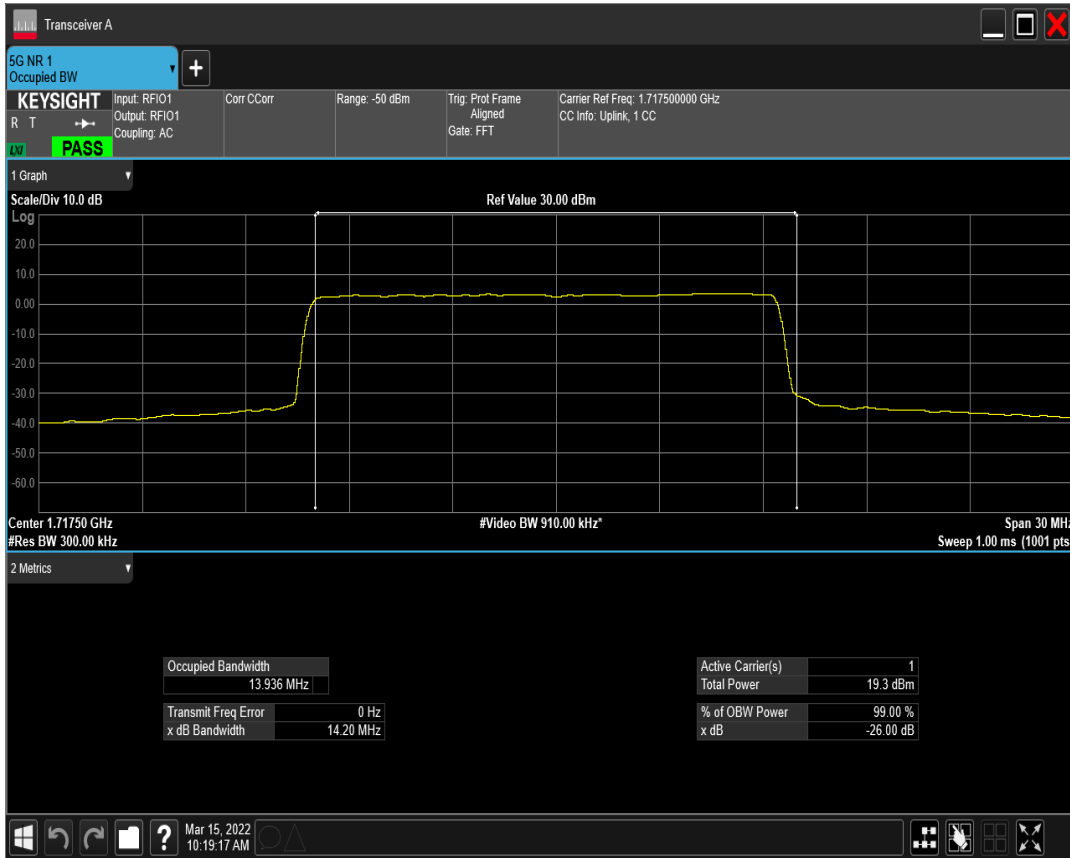 Transceiver A
5G NR 1
Occupied BW
KEYSIGHT
R T
LXI
PASS
Input: RFIO1
Output: RFIO1
Coupling: AC
Corr CCorr
Range: -50 dBm
Trig: Prot Frame
Aligned
Gate: FFT
Carrier Ref Freq: 1.717500000 GHz
CC Info: Uplink, 1 CC
1 Graph
Scale/Div 10.0 dB
Ref Value 30.00 dBm
Log
20.0
10.0
0.00
-10.0
-20.0
-30.0
-40.0
-50.0
-60.0
Center 1.71750 GHz
#Video BW 910.00 kHz*
Span 30 MHz
#Res BW 300.00 kHz
Sweep 1.00 ms (1001 pts
2 Metrics
Occupied Bandwidth
13.936 MHz
Transmit Freq Error 0 Hz
x dB Bandwidth 14.20 MHz
Active Carrier(s) 1
Total Power 19.3 dBm
% of OBW Power 99.00 %
x dB -26.00 dB
?
Mar 15, 2022
10:19:17 AM